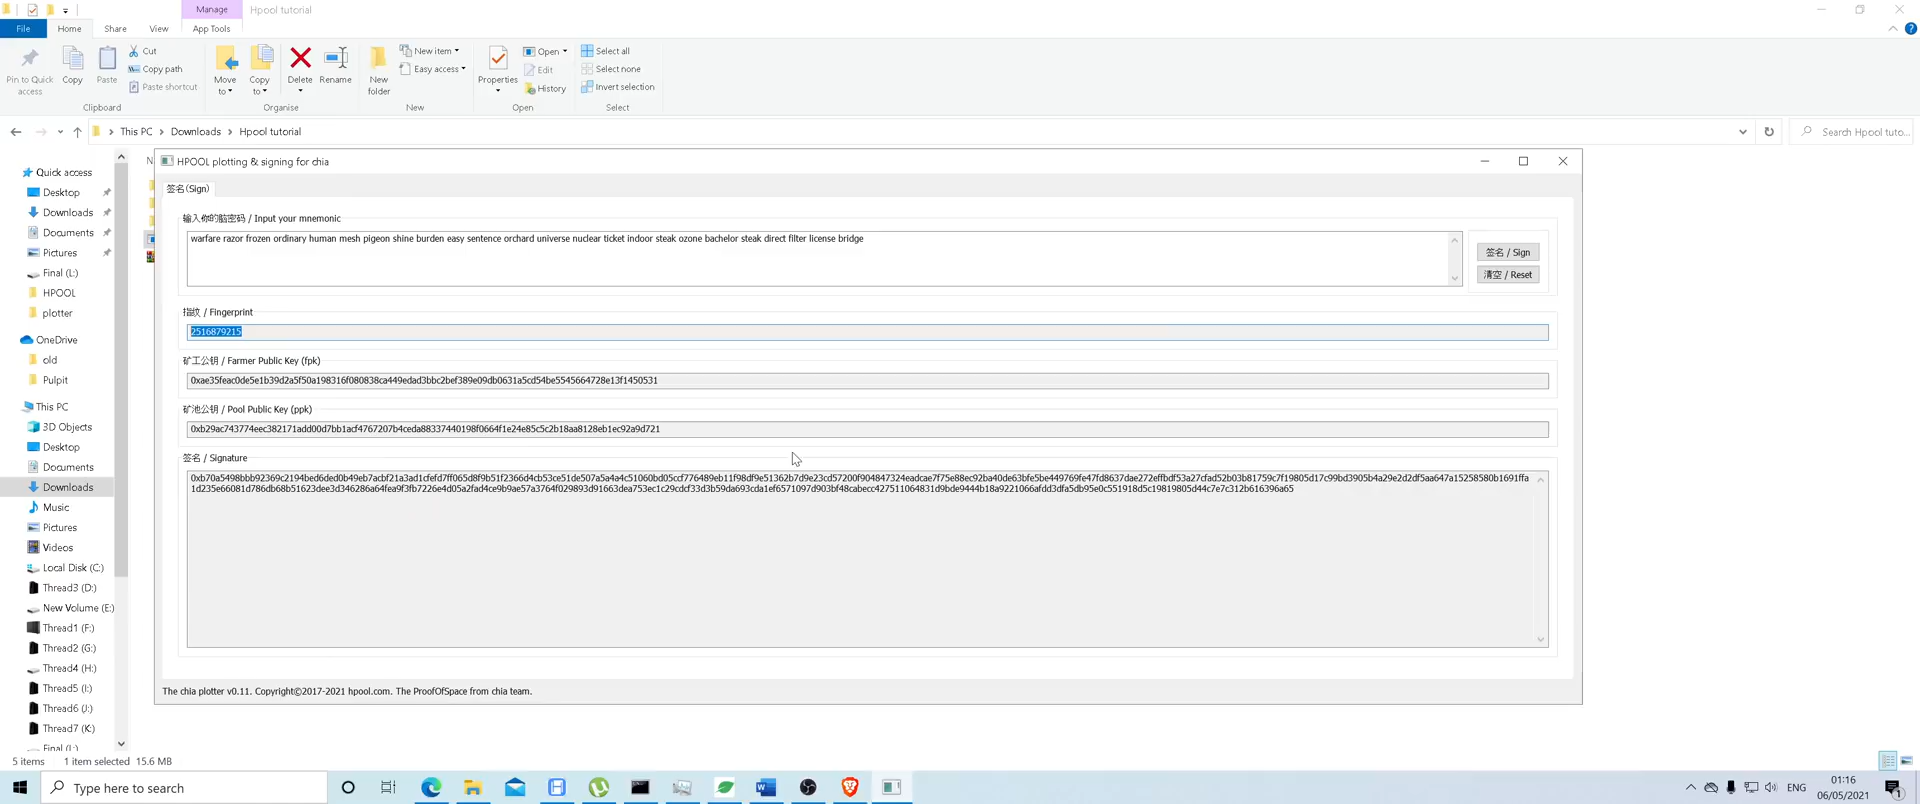 Manage
Hpool tutorial
File
Home
Share
View
App Tools
Pin to Quick access
Copy
Paste
Cut
Copy path
Paste shortcut
Clipboard
Move to
Copy to
Delete
Rename
Organise
New folder
New item
Easy access
New
Properties
Open
Edit
History
Open
Select all
Select none
Invert selection
Select
This PC > Downloads > Hpool tutorial
Search Hpool tuto...
Quick access
Desktop
Downloads
Documents
Pictures
Final (L:)
HPOOL
plotter
OneDrive
old
Pulpit
This PC
3D Objects
Desktop
Documents
Downloads
Music
Pictures
Videos
Local Disk (C:)
Thread3 (D:)
New Volume (E:)
Thread1 (F:)
Thread2 (G:)
Thread4 (H:)
Thread5 (I:)
Thread6 (J:)
Thread7 (K:)
Final (L:)
HPOOL plotting & signing for chia
签名(Sign)
输入你的脑密码 / Input your mnemonic
warfare razor frozen ordinary human mesh pigeon shine burden easy sentence orchard universe nuclear ticket indoor steak ozone bachelor steak direct filter license bridge
签名 / Sign
清空 / Reset
指纹 / Fingerprint
2516879215
矿工公钥 / Farmer Public Key (fpk)
0xae35feac0de5e1b39d2a5f50a198316f080838ca449edad3bbc2bef389e09db0631a5cd54be5545664728e13f1450531
矿池公钥 / Pool Public Key (ppk)
0xb29ac743774eec382171add00d7bb1acf4767207b4ceda88337440198f0664f1e24e85c5c2b18aa8128eb1ec92a9d721
签名 / Signature
0xb70a5498bbb92369c2194bed6ded0b49eb7acbf21a3ad1cfefd7ff065d8f9b51f2366d4cb53ce51de507a5a4a4c51060bd05ccf776489eb11f98df9e51362b7d9e23cd57200f904847324eadcae7f75e88ec92ba40de63bfe5be449769fe47fd8637dae272effbdf53a27cfad52b03b81759c7f19805d17c99bd3905b4a29e2d2df5aa647a15258580b1691ffa
1d235e66081d786db68b51623dee3d346286a64fea9f3fb7226e4d05a2fad4ce9b9ae57a3764f029893d91663dea753ec1c29cdcf33d3b59da693cda1ef6571097d903bf48cabecc427511064831d9bde9444b18a9221066afdd3dfa5db95e0c551918d5c19819805d44c7e7c312b616396a65
The chia plotter v0.11. Copyright©2017-2021 hpool.com. The ProofOfSpace from chia team.
5 items
1 item selected 15.6 MB
Type here to search
ENG
01:16
06/05/2021